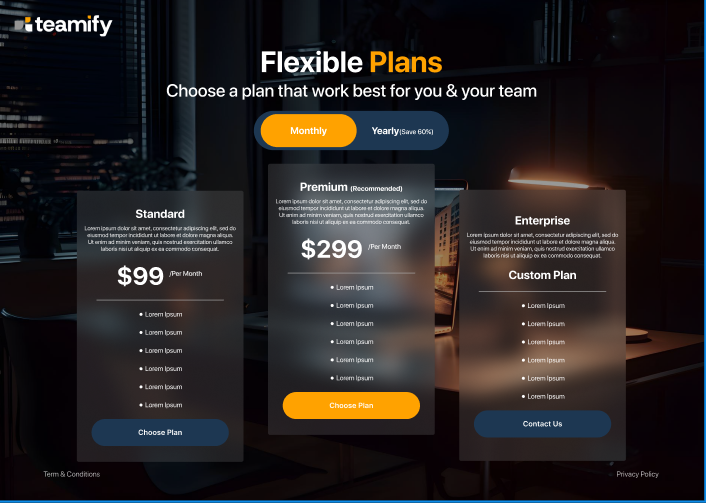 teamify
Flexible Plans
Choose a plan that work best for you & your team
Monthly
Yearly(Save 60%)
Standard
Lorem ipsum dolor sit amet, consectetur adipiscing elit, sed do
eiusmod tempor incididunt ut labore et dolore magna aliqua.
Ut enim ad minim veniam, quis nostrud exercitation ullamco
laboris nisi ut aliquip ex ea commodo consequat.
$99 /Per Month
• Lorem Ipsum
• Lorem Ipsum
• Lorem Ipsum
• Lorem Ipsum
• Lorem Ipsum
• Lorem Ipsum
Choose Plan
Premium (Recommended)
Lorem ipsum dolor sit amet, consectetur adipiscing elit, sed do
eiusmod tempor incididunt ut labore et dolore magna aliqua.
Ut enim ad minim veniam, quis nostrud exercitation ullamco
laboris nisi ut aliquip ex ea commodo consequat.
$299 /Per Month
• Lorem Ipsum
• Lorem Ipsum
• Lorem Ipsum
• Lorem Ipsum
• Lorem Ipsum
• Lorem Ipsum
Choose Plan
Enterprise
Lorem ipsum dolor sit amet, consectetur adipiscing elit, sed do
eiusmod tempor incididunt ut labore et dolore magna aliqua.
Ut enim ad minim veniam, quis nostrud exercitation ullamco
laboris nisi ut aliquip ex ea commodo consequat.
Custom Plan
• Lorem Ipsum
• Lorem Ipsum
• Lorem Ipsum
• Lorem Ipsum
• Lorem Ipsum
• Lorem Ipsum
Contact Us
Terms & Conditions
Privacy Policy